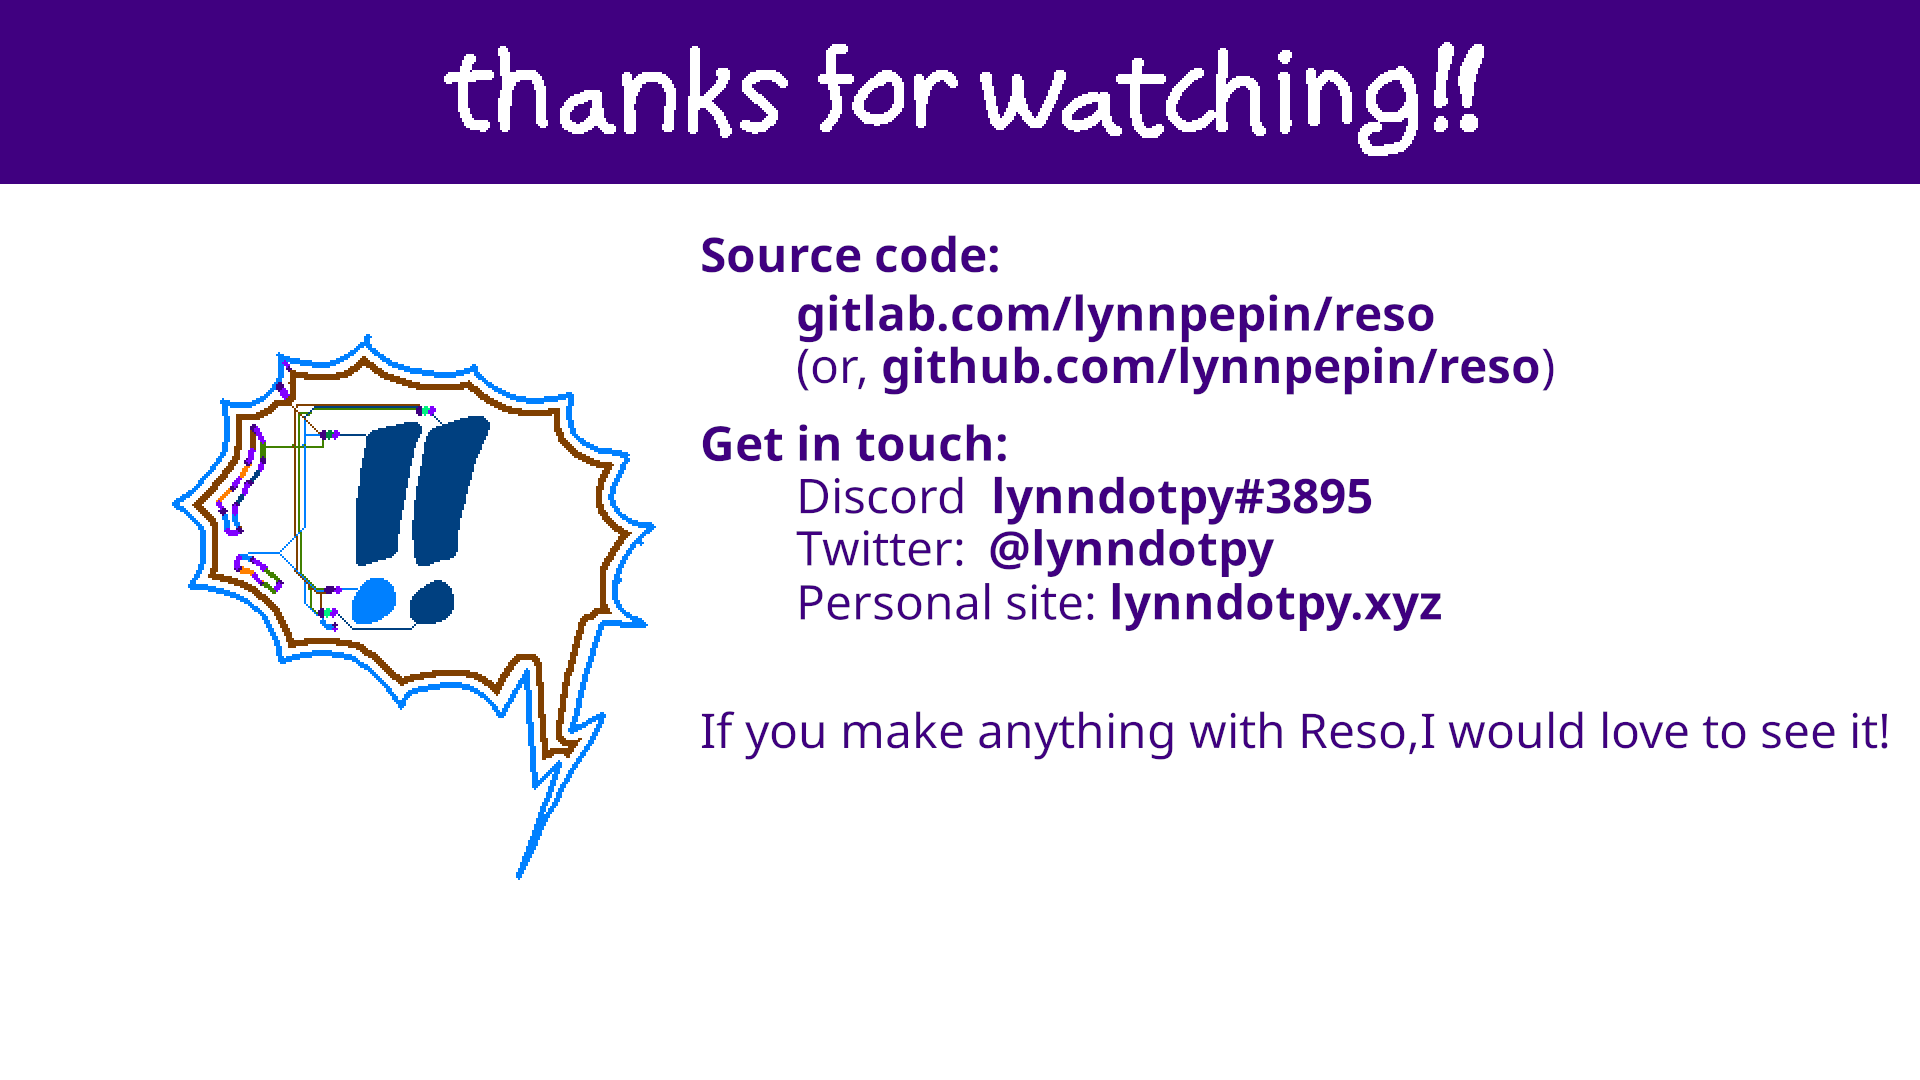 thanks for watching!!
Source code:
gitlab.com/lynnpepin/reso
(or, github.com/lynnpepin/reso)
!!
Get in touch:
Discord lynndotpy#3895
Twitter: @lynndotpy
Personal site: lynndotpy.xyz
If you make anything with Reso,I would love to see it!